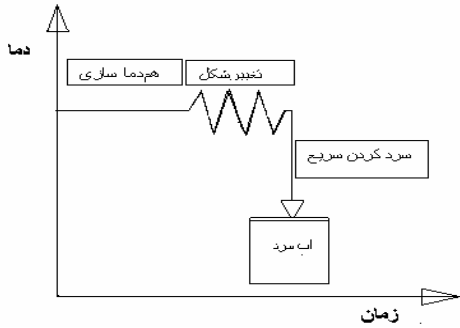 دما
هم‌دما سازی
تغییر شکل
سرد کردن سریع
اب سرد
زمان